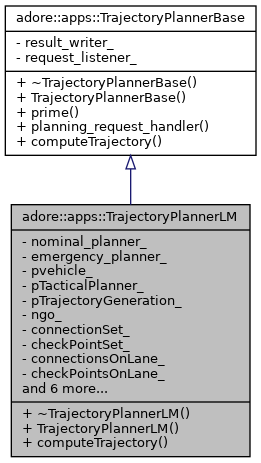 adore::apps::TrajectoryPlannerBase
- result_writer_
- request_listener_
+ ~TrajectoryPlannerBase()
+ TrajectoryPlannerBase()
+ prime()
+ planning_request_handler()
+ computeTrajectory()
adore::apps::TrajectoryPlannerLM
- nominal_planner_
- emergency_planner_
- pvehicle_
- pTacticalPlanner_
- pTrajectoryGeneration_
- ngo_
- connectionSet_
- checkPointSet_
- connectionsOnLane_
- checkPointsOnLane_
and 6 more...
+ ~TrajectoryPlannerLM()
+ TrajectoryPlannerLM()
+ computeTrajectory()